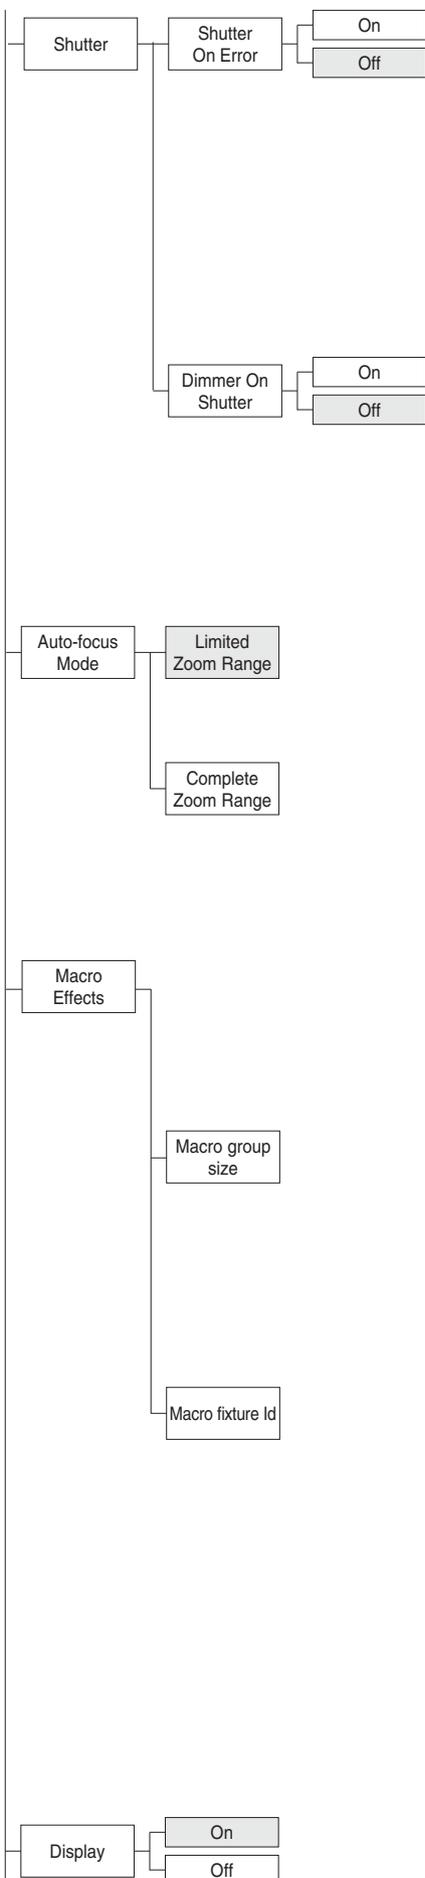 Shutter
Shutter
On Error
On
Off
Dimmer On
Shutter
On
Off
Auto-focus
Mode
Limited
Zoom Range
Complete
Zoom Range
Macro
Effects
Macro group
size
Macro fixture Id
Display
On
Off